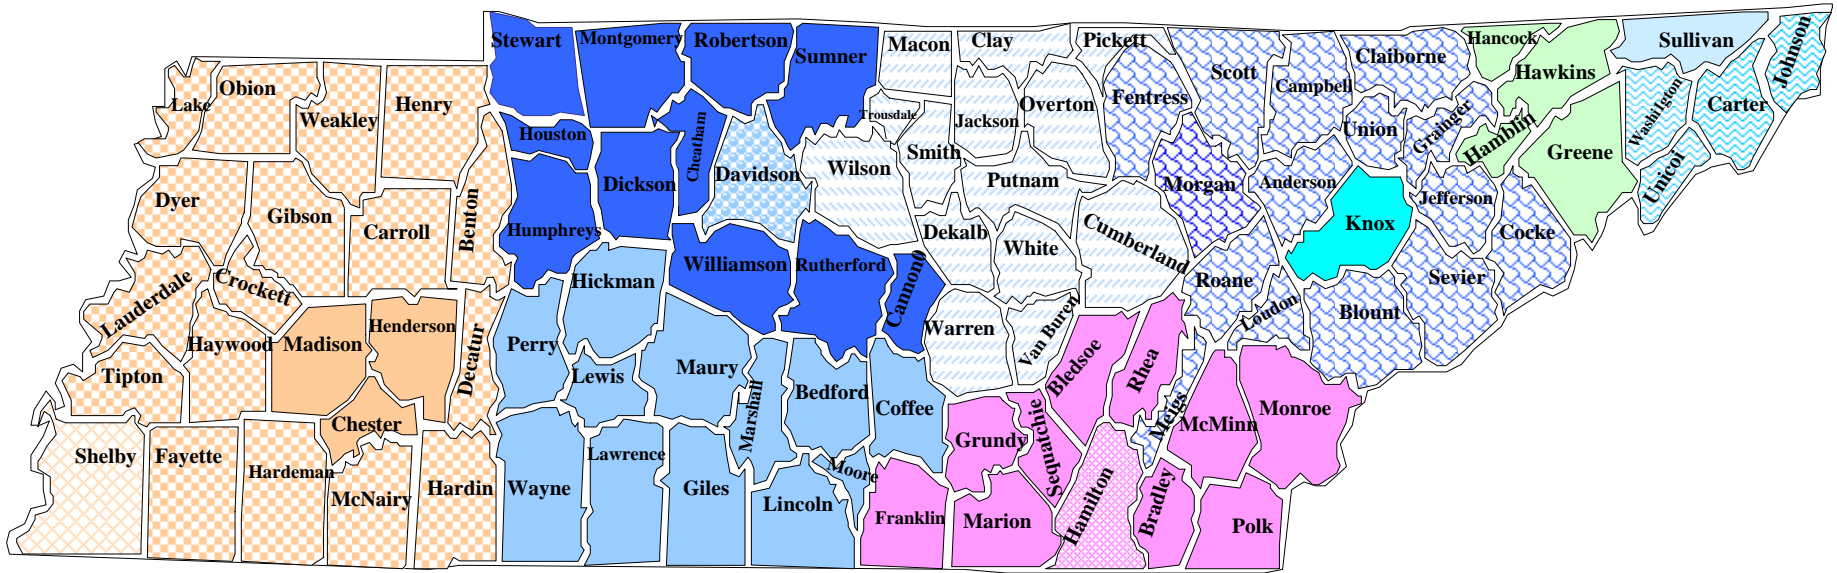 Stewart
Montgomery
Robertson
Sumner
Macon
Clay
Pickett
Scott
Claiborne
Hancock
Hawkins
Sullivan
Johnson
Lake
Obion
Weakley
Henry
Houston
Cheatham
Trousdale
Jackson
Overton
Fentress
Campbell
Union
Grainger
Hamblin
Greene
Washilgton
Carter
Unicoi
Dyer
Gibson
Carroll
Benton
Humphreys
Dickson
Davidson
Wilson
Smith
Putnam
Morgan
Anderson
Knox
Jefferson
Cocke
Lauderdale
Crockett
Hickman
Williamson
Rutherford
Cannono
Dekalb
White
Cumberland
Roane
Loudon
Blount
Sevier
Tipton
Haywood
Madison
Henderson
Decatur
Perry
Lewis
Maury
Marshall
Bedford
Coffee
Warren
Van Buren
Bledsoe
Rhea
Meigs
McMinn
Monroe
Shelby
Fayette
Hardeman
Chester
McNairy
Hardin
Wayne
Lawrence
Giles
Lincoln
Moore
Franklin
Grundy
Sequatchie
Marion
Hamilton
Bradley
Polk